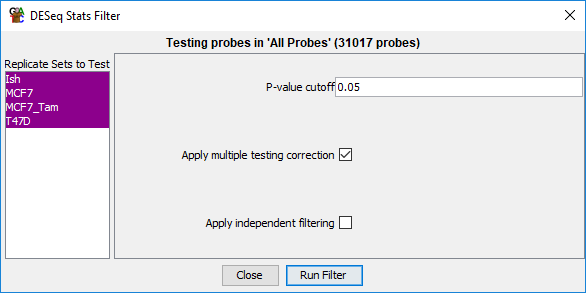 DESeq Stats Filter
Testing probes in 'All Probes' (31017 probes)
Replicate Sets to Test
Ish
MCF7
MCF7_Tam
T47D
P-value cutoff 0.05
Apply multiple testing correction
Apply independent filtering
Close Run Filter